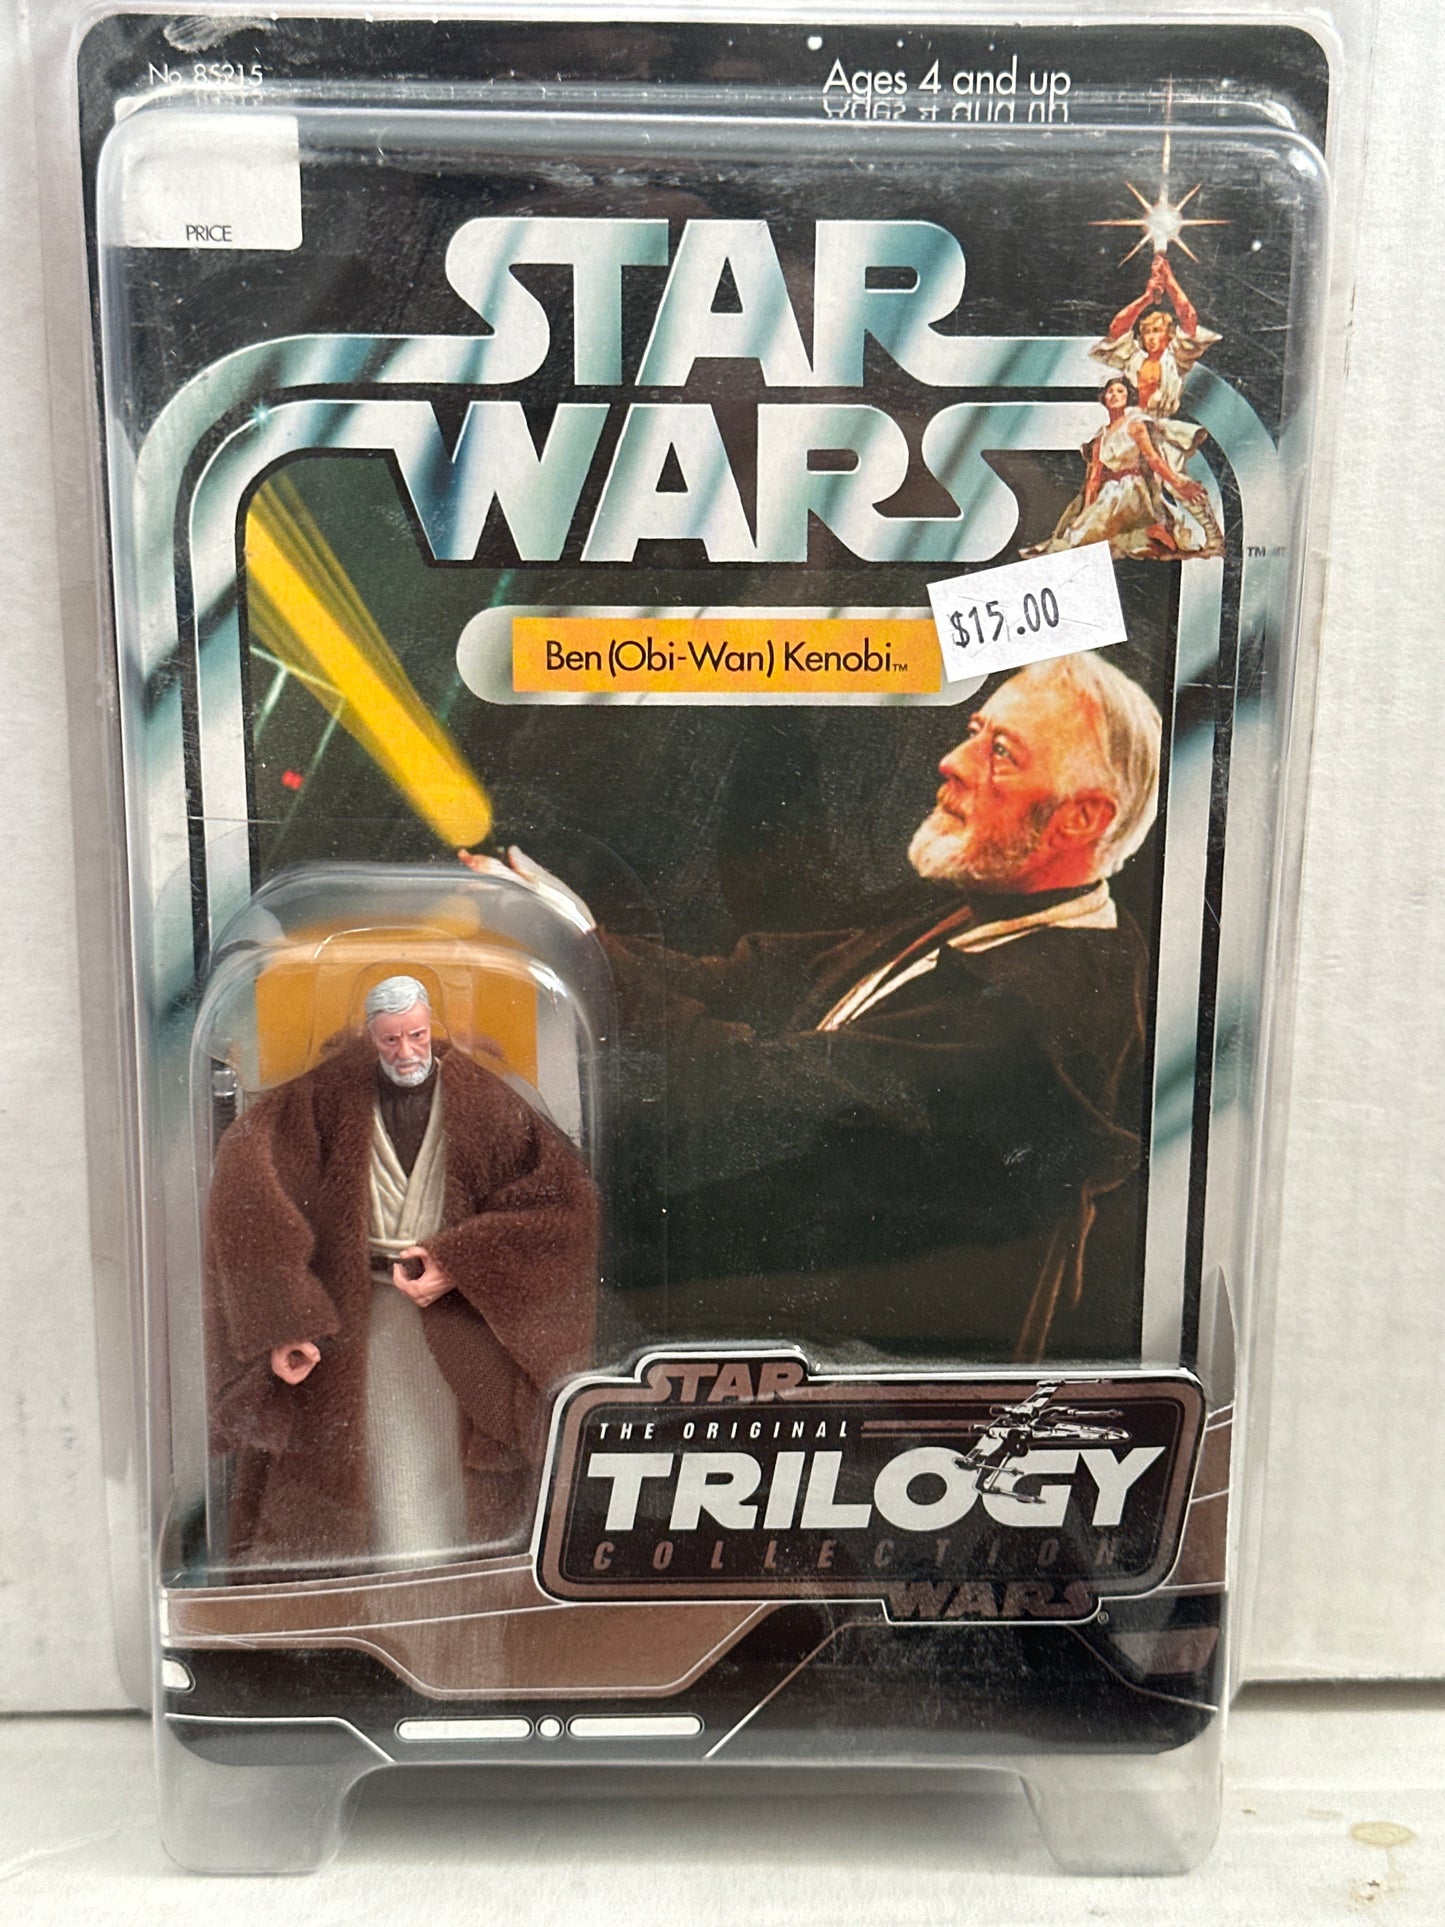 No. 85215
Ages 4 and up
PRICE
STAR
WARS
TM
$15.00
Ben (Obi-Wan) Kenobi™
STAR
THE ORIGINAL
TRILOGY
COLLECTION
WARS®